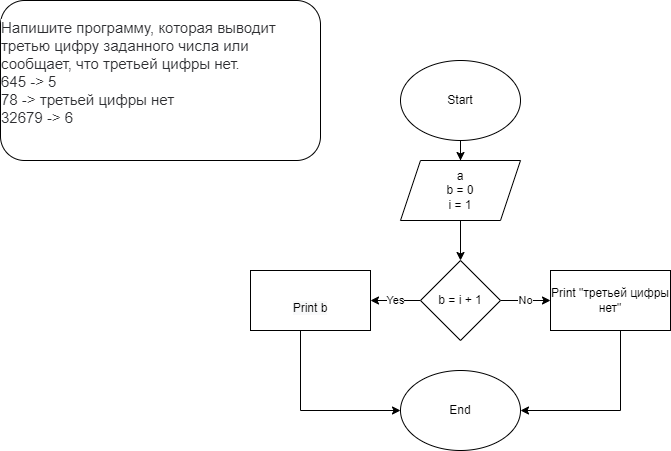 Напишите программу, которая выводит
третью цифру заданного числа или
сообщает, что третьей цифры нет.
645 -> 5
78 -> третьей цифры нет
32679 -> 6
Start
a
b = 0
i = 1
b = i + 1
Yes
No
Print b
Print "третьей цифры
нет"
End